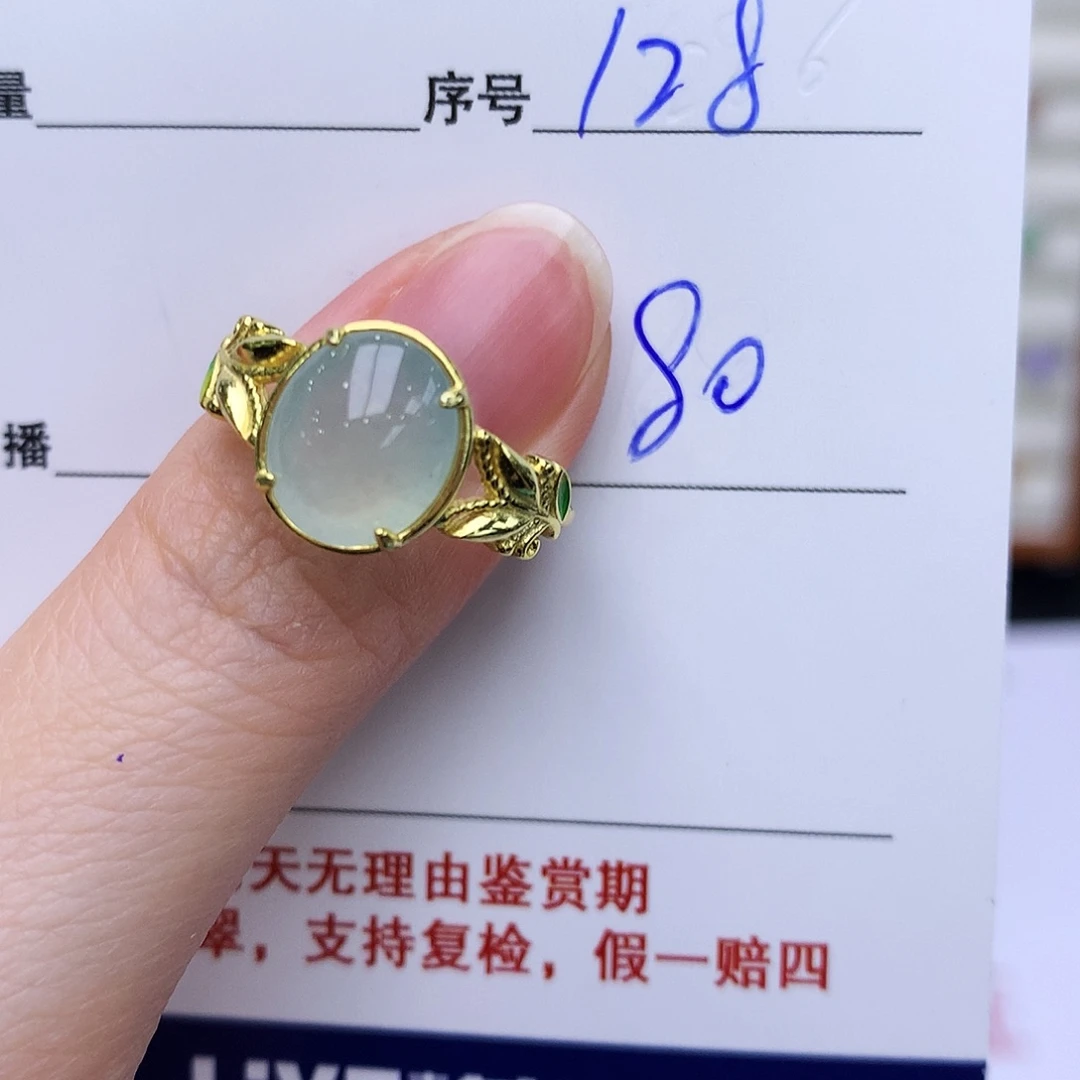 量 序号 128
80
播
天无理由鉴赏期
翠，支持复检，假一赔四